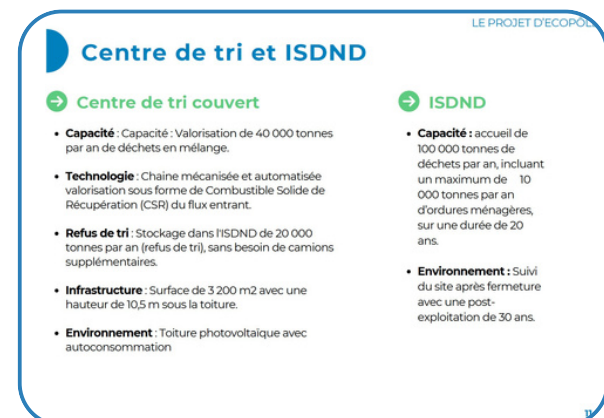 LE PROJET D'ECOPOLE
Centre de tri et ISDND
Centre de tri couvert
• Capacité : Capacité : Valorisation de 40 000 tonnes
par an de déchets en mélange.
• Technologie : Chaine mécanisée et automatisée
valorisation sous forme de Combustible Solide de
Récupération (CSR) du flux entrant.
• Refus de tri : Stockage dans l'ISDND de 20 000
tonnes par an (refus de tri), sans besoin de camions
supplémentaires.
• Infrastructure : Surface de 3 200 m2 avec une
hauteur de 10,5 m sous la toiture.
• Environnement : Toiture photovoltaïque avec
autoconsommation
ISDND
• Capacité : accueil de
100 000 tonnes de
déchets par an, incluant
un maximum de 10
000 tonnes par an
d'ordures ménagères,
sur une durée de 20
ans.
• Environnement : Suivi
du site après fermeture
avec une post-
exploitation de 30 ans.